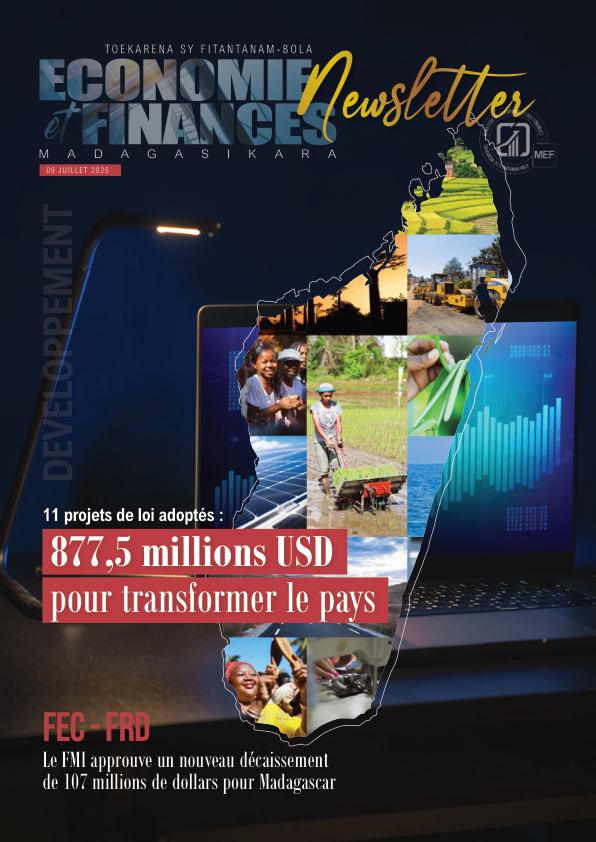 TOEKARENA SY FITANTANAM-BOLA
ECONOMIE
et FINANCES
Newsletter
MADAGASIKARA
09 JUILLET 2025
MEF
DEVELOPPEMENT
11 projets de loi adoptés :
877,5 millions USD
pour transformer le pays
FEC - FRD
Le FMI approuve un nouveau décaissement
de 107 millions de dollars pour Madagascar